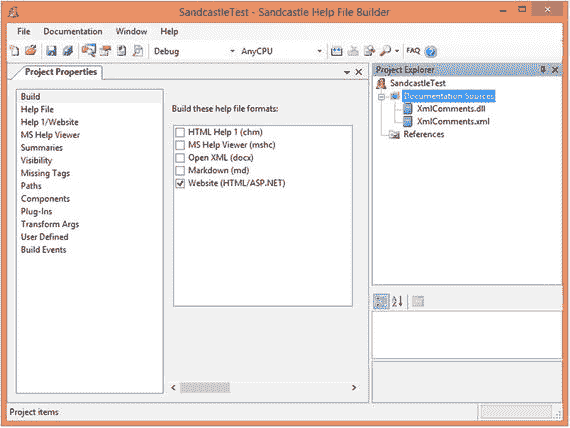 SandcastleTest - Sandcastle Help File Builder
File Documentation Window Help
Debug AnyCPU FAQ
Project Properties
Build
Help File
Help 1/Website
MS Help Viewer
Summaries
Visibility
Missing Tags
Paths
Components
Plug-Ins
Transform Args
User Defined
Build Events
Build these help file formats:
HTML Help 1 (chm)
MS Help Viewer (mshc)
Open XML (docx)
Markdown (md)
Website (HTML/ASP.NET)
Project Explorer
SandcastleTest
Documentation Sources
XmlComments.dll
XmlComments.xml
References
Project items